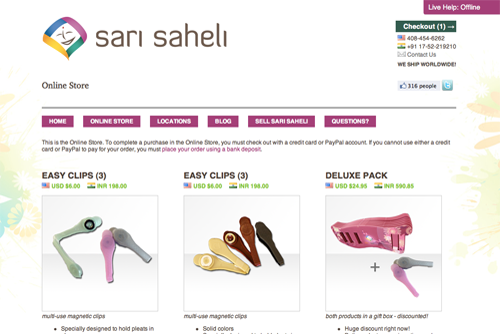 Live Help: Offline
sari saheli
Checkout (1) →
408-454-6262
+91 17-52-219210
Contact Us
WE SHIP WORLDWIDE!
Online Store
316 people
HOME
ONLINE STORE
LOCATIONS
BLOG
SELL SARI SAHELI
QUESTIONS?
This is the Online Store. To complete a purchase in the Online Store, you must check out with a credit card or PayPal account. If you cannot use either a credit
card or PayPal to pay for your order, you must place your order using a bank deposit.
EASY CLIPS (3)
USD $6.00 INR 198.00
multi-use magnetic clips
Specially designed to hold pleats in
EASY CLIPS (3)
USD $6.00 INR 198.00
multi-use magnetic clips
Solid colors
DELUXE PACK
USD $24.95 INR 590.85
+
both products in a gift box - discounted!
Huge discount right now!